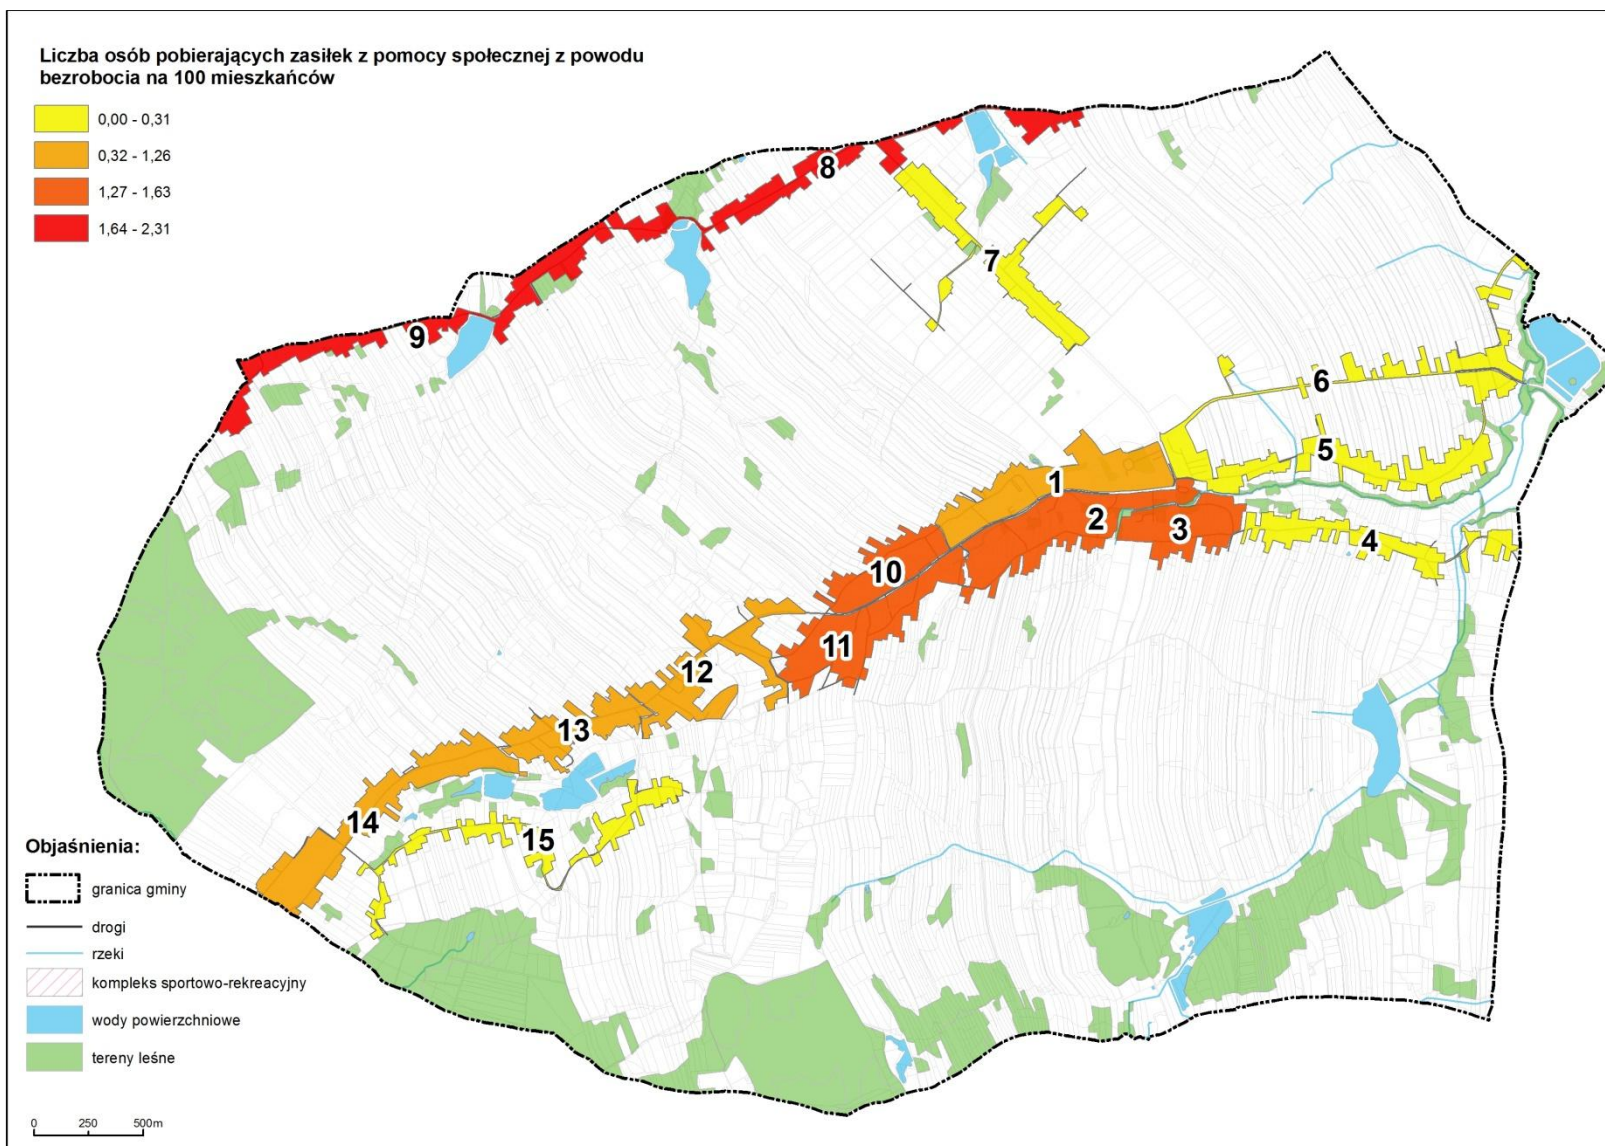 Liczba osób pobierających zasiłek z pomocy społecznej z powodu
bezrobocia na 100 mieszkańców
0,00 - 0,31
0,32 - 1,26
1,27 - 1,63
1,64 - 2,31
8
7
9
6
5
1
2
3
4
10
11
12
13
14
15
Objaśnienia:
granica gminy
drogi
rzeki
kompleks sportowo-rekreacyjny
wody powierzchniowe
tereny leśne
0 250 500m